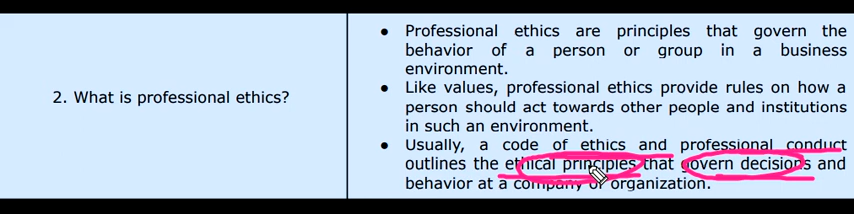 Professional ethics are principles that govern the
behavior of a person or group in a business
environment.
Like values, professional ethics provide rules on how a
2. What is professional ethics?
person should act towards other people and institutions
in such an environment.
Usually, a code of ethics and professional conduct
outlines the ethical principles that govern decisions and
behavior at a company or organization.